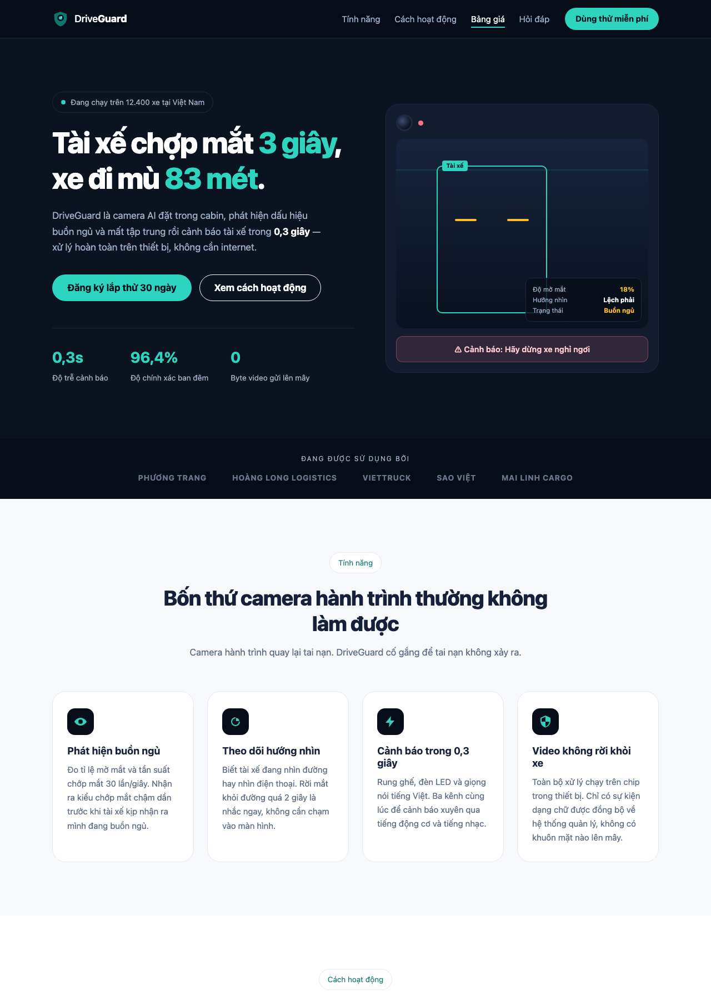 DriveGuard
Tính năng
Cách hoạt động
Bảng giá
Hỏi đáp
Dùng thử miễn phí
Đang chạy trên 12.400 xe tại Việt Nam
Tài xế chợp mắt 3 giây,
xe đi mù 83 mét.
DriveGuard là camera AI đặt trong cabin, phát hiện dấu hiệu
buồn ngủ và mất tập trung rồi cảnh báo tài xế trong 0,3 giây —
xử lý hoàn toàn trên thiết bị, không cần internet.
Đăng ký lắp thử 30 ngày
Xem cách hoạt động
0,3s
Độ trễ cảnh báo
96,4%
Độ chính xác ban đêm
0
Byte video gửi lên mây
Tài xế
Độ mở mắt 18%
Hướng nhìn Lệch phải
Trạng thái Buồn ngủ
⚠ Cảnh báo: Hãy dừng xe nghỉ ngơi
ĐANG ĐƯỢC SỬ DỤNG BỞI
PHƯƠNG TRANG
HOÀNG LONG LOGISTICS
VIETTRUCK
SAO VIỆT
MAI LINH CARGO
Tính năng
Bốn thứ camera hành trình thường không
làm được
Camera hành trình quay lại tai nạn. DriveGuard cố gắng để tai nạn không xảy ra.
Phát hiện buồn ngủ
Đo tỉ lệ mở mắt và tần suất
chớp mắt 30 lần/giây. Nhận
ra kiểu chớp mắt chậm dần
trước khi tài xế kịp nhận ra
mình đang buồn ngủ.
Theo dõi hướng nhìn
Biết tài xế đang nhìn đường
hay nhìn điện thoại. Rời mắt
khỏi đường quá 2 giây là
nhắc ngay, không cần chạm
vào màn hình.
Cảnh báo trong 0,3
giây
Rung ghế, đèn LED và giọng
nói tiếng Việt. Ba kênh cùng
lúc để cảnh báo xuyên qua
tiếng động cơ và tiếng nhạc.
Video không rời khỏi
xe
Toàn bộ xử lý chạy trên chip
trong thiết bị. Chỉ có sự kiện
dạng chữ được đồng bộ về
hệ thống quản lý, không có
khuôn mặt nào lên mây.
Cách hoạt động